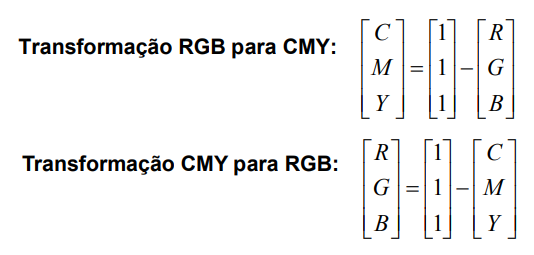 Transformação RGB para CMY:
[C M Y] = [1 1 1] − [R G B]
Transformação CMY para RGB:
[R G B] = [1 1 1] − [C M Y]